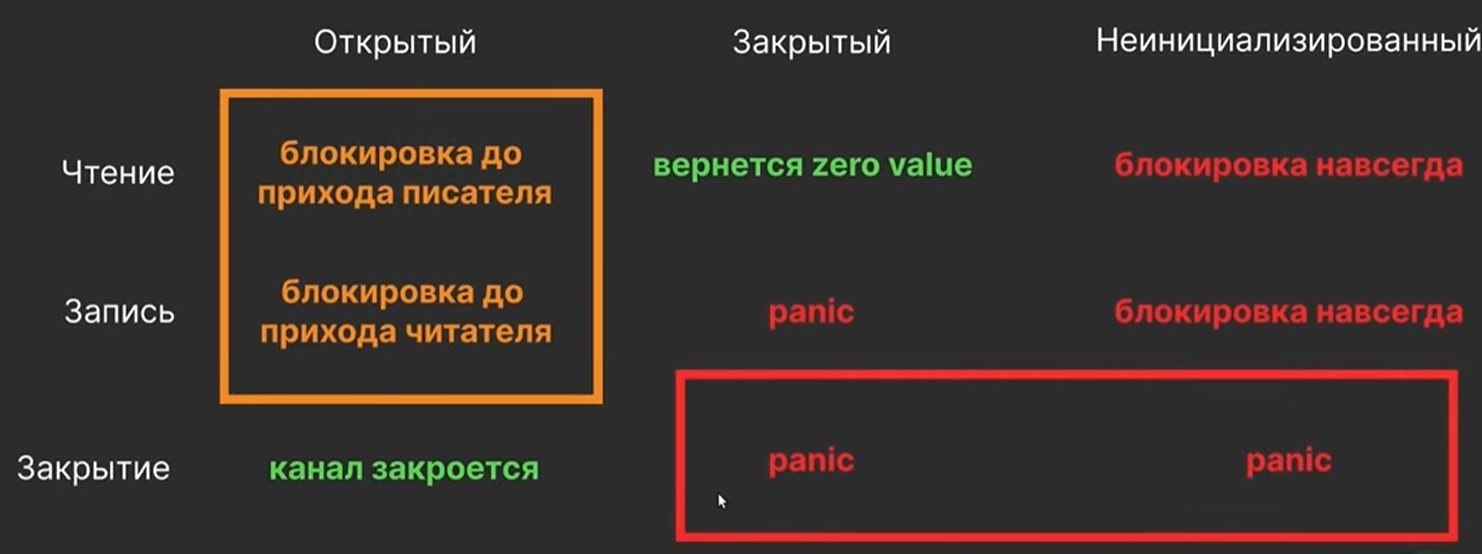 Открытый Закрытый Неинициализированный
Чтение блокировка до прихода писателя вернется zero value блокировка навсегда
Запись блокировка до прихода читателя panic блокировка навсегда
Закрытие канал закроется panic panic